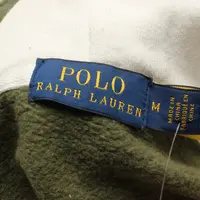 POLO
RALPH LAUREN
M
MADE IN
CHINA
FABRIQUÉ EN
CHINE